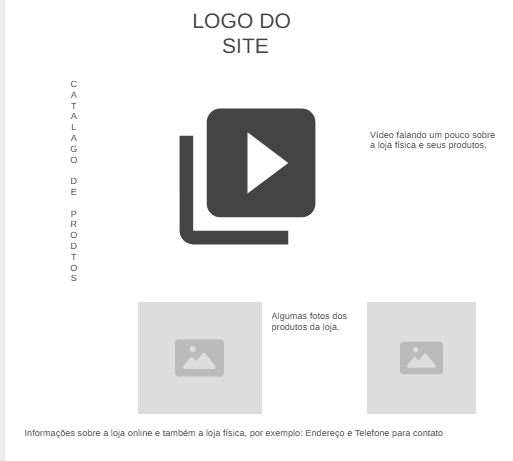 LOGO DO
SITE
C
A
T
A
L
A
G
O
D
E
P
R
O
D
T
O
S
Vídeo falando um pouco sobre
a loja física e seus produtos.
Algumas fotos dos
produtos da loja.
Informações sobre a loja online e também a loja física, por exemplo: Endereço e Telefone para contato